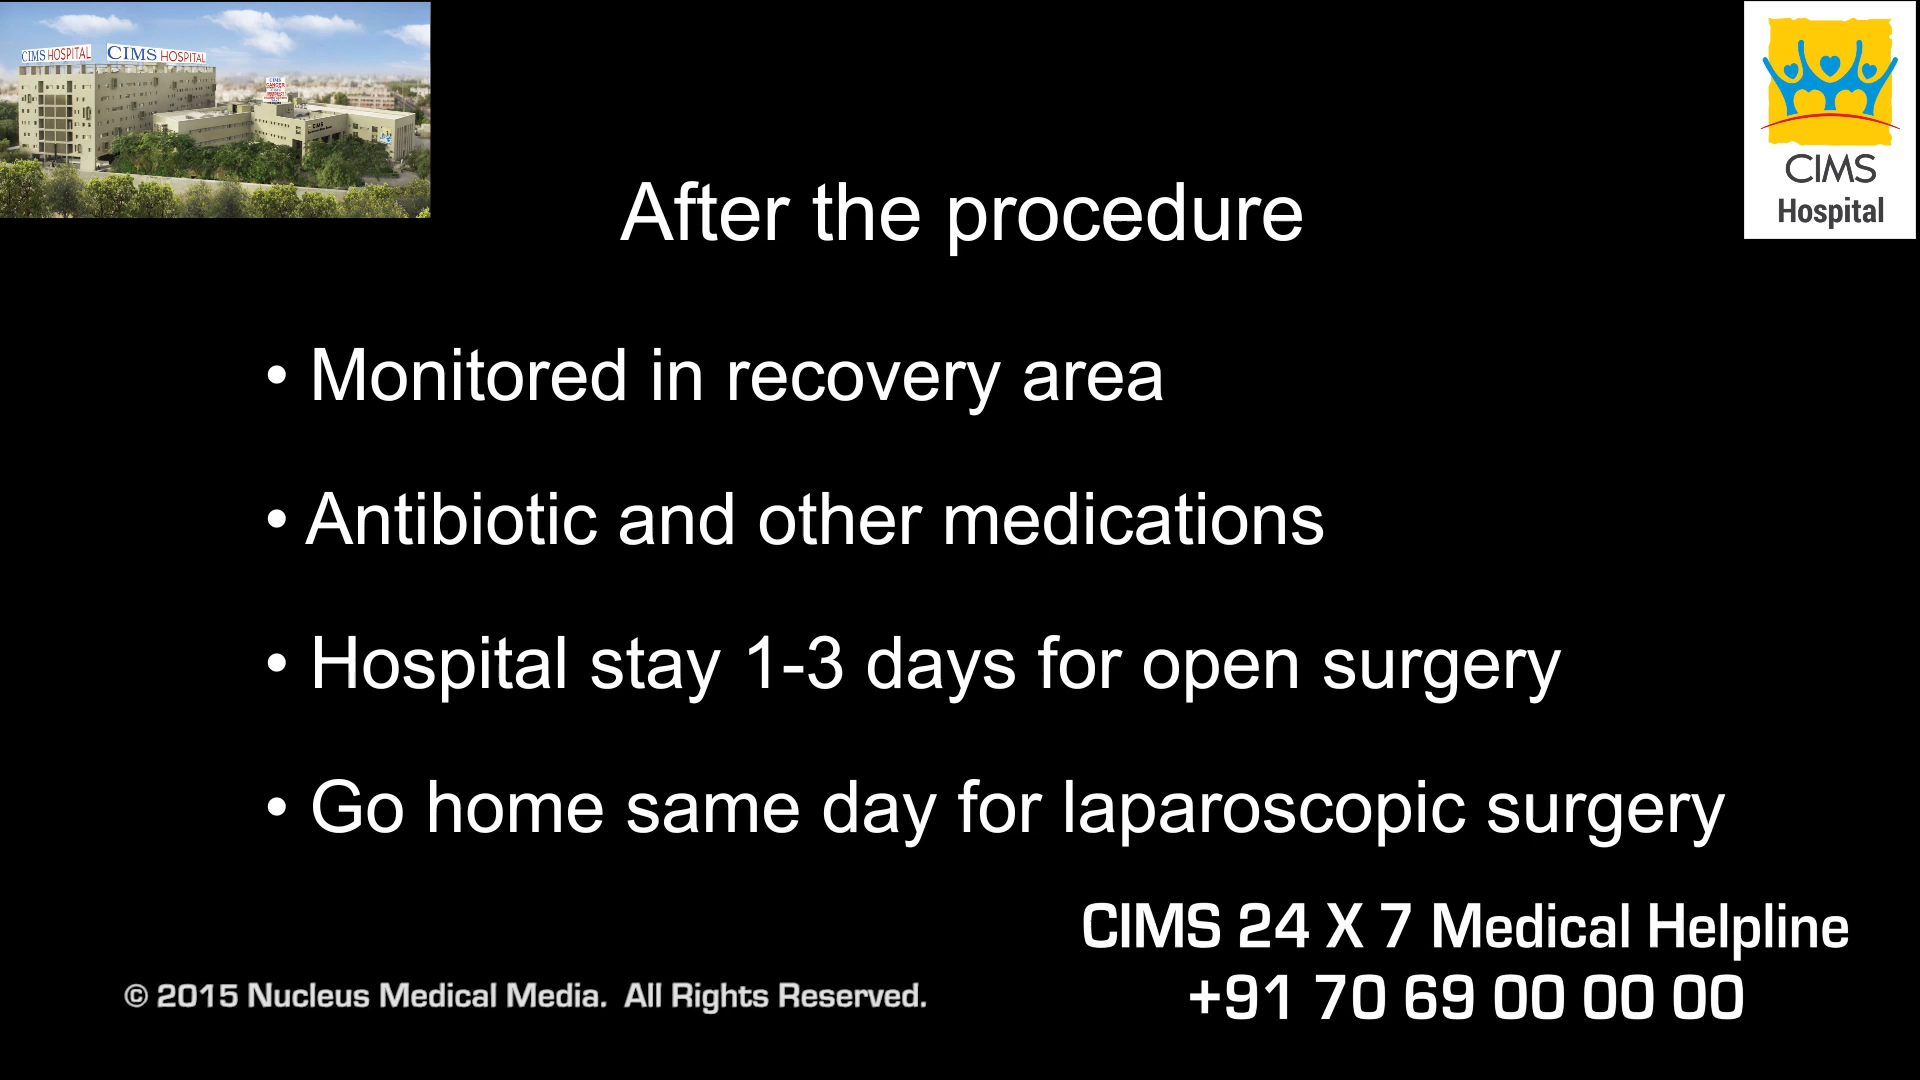 CIMS HOSPITAL CIMS HOSPITAL
CIMS
Hospital
After the procedure
• Monitored in recovery area
• Antibiotic and other medications
• Hospital stay 1-3 days for open surgery
• Go home same day for laparoscopic surgery
CIMS 24 X 7 Medical Helpline
+91 70 69 00 00 00
© 2015 Nucleus Medical Media. All Rights Reserved.